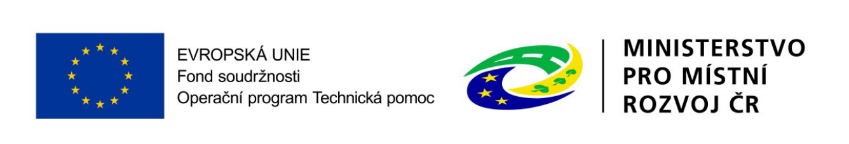 EVROPSKÁ UNIE
Fond soudržnosti
Operační program Technická pomoc
MINISTERSTVO
PRO MÍSTNÍ
ROZVOJ ČR